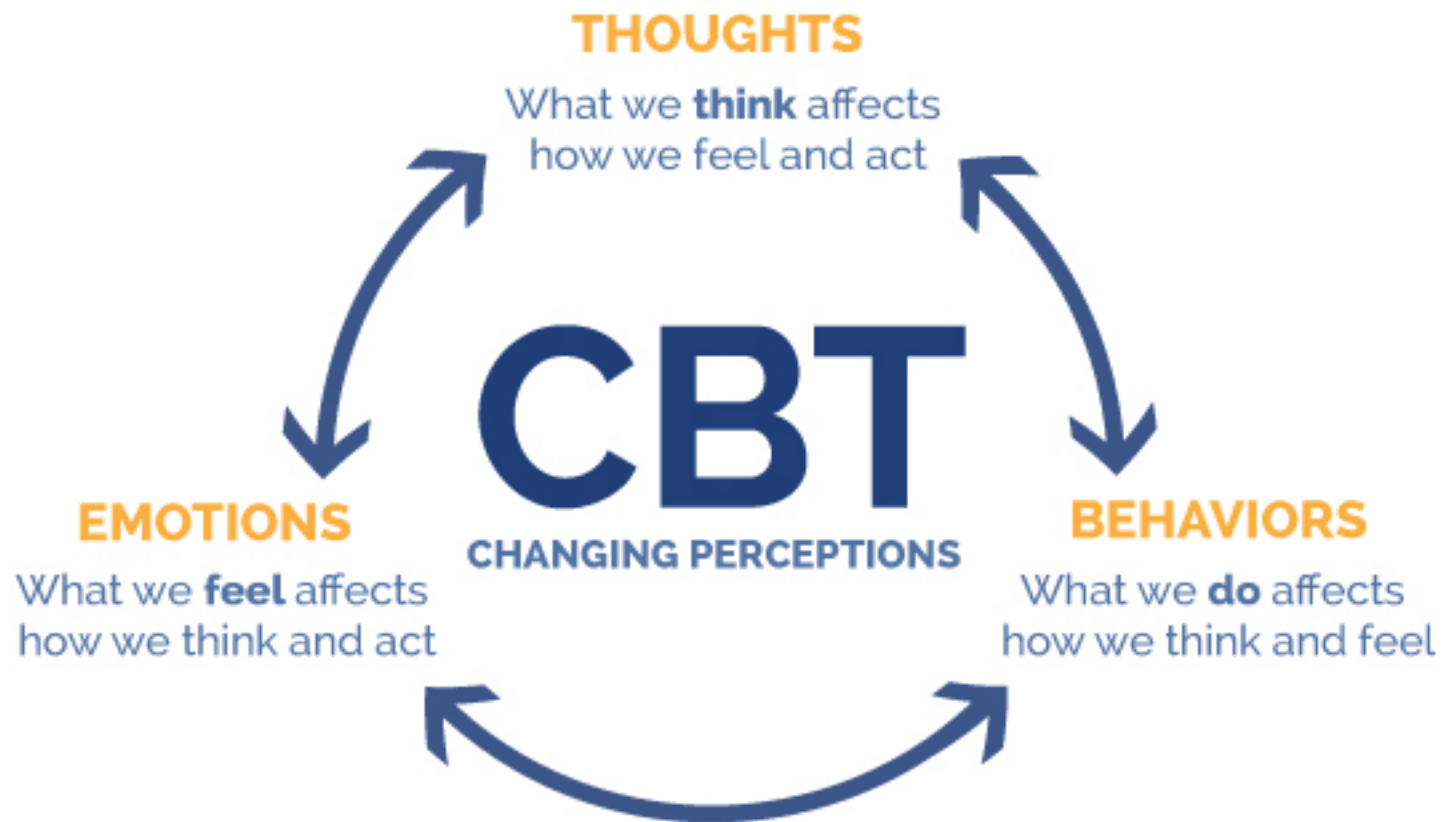 THOUGHTS
What we think affects
how we feel and act
CBT
CHANGING PERCEPTIONS
EMOTIONS
What we feel affects
how we think and act
BEHAVIORS
What we do affects
how we think and feel